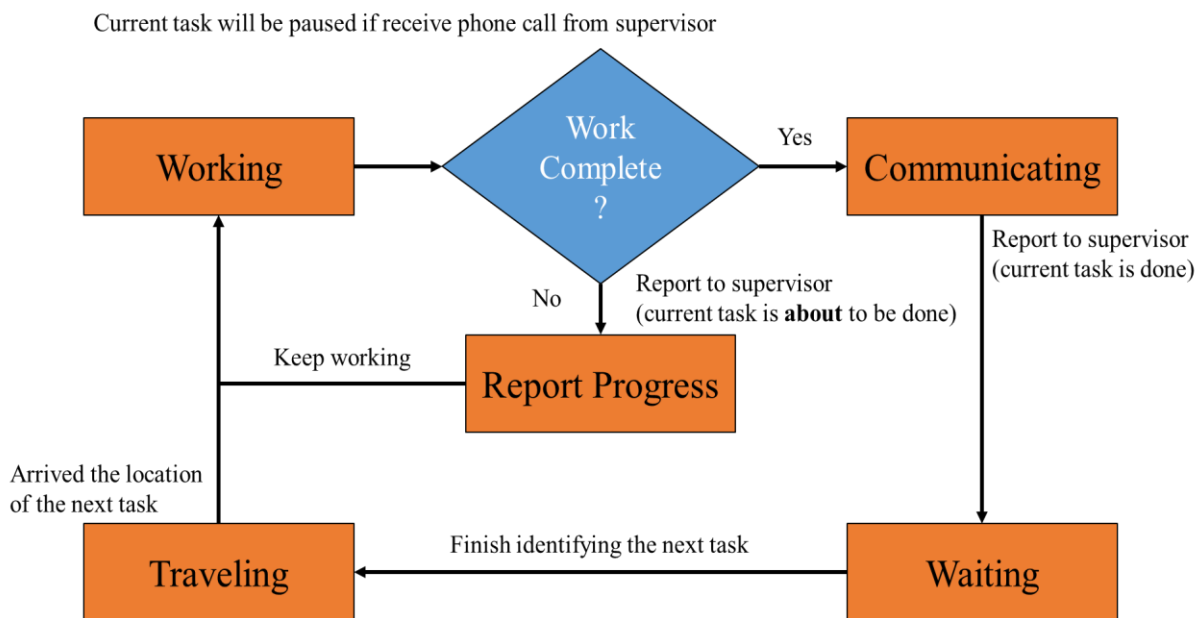 Current task will be paused if receive phone call from supervisor
Working
Work
Complete
?
Yes
Communicating
Report to supervisor
(current task is done)
No
Report to supervisor
(current task is about to be done)
Keep working
Report Progress
Arrived the location
of the next task
Traveling
Finish identifying the next task
Waiting